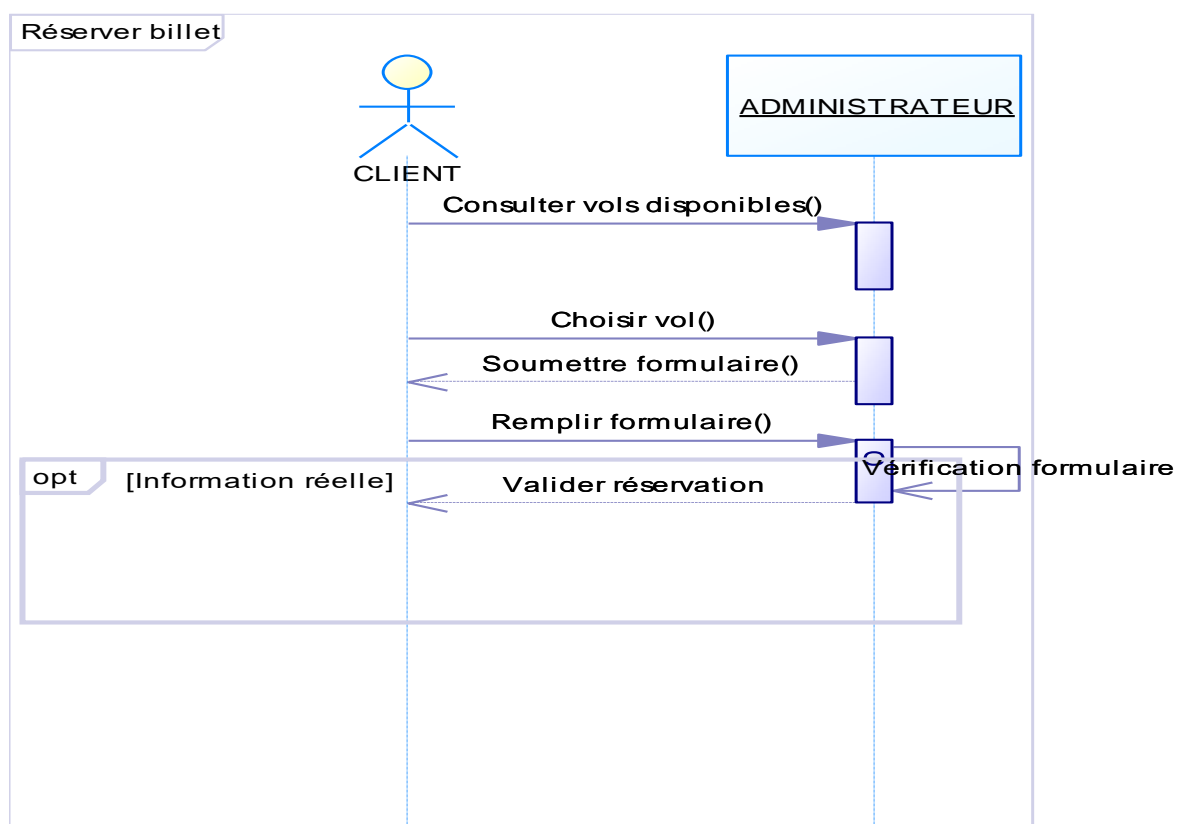 Réserver billet
ADMINISTRATEUR
CLIENT
Consulter vols disponibles()
Choisir vol()
Soumettre formulaire()
Remplir formulaire()
Vérification formulaire
opt
[Information réelle]
Valider réservation